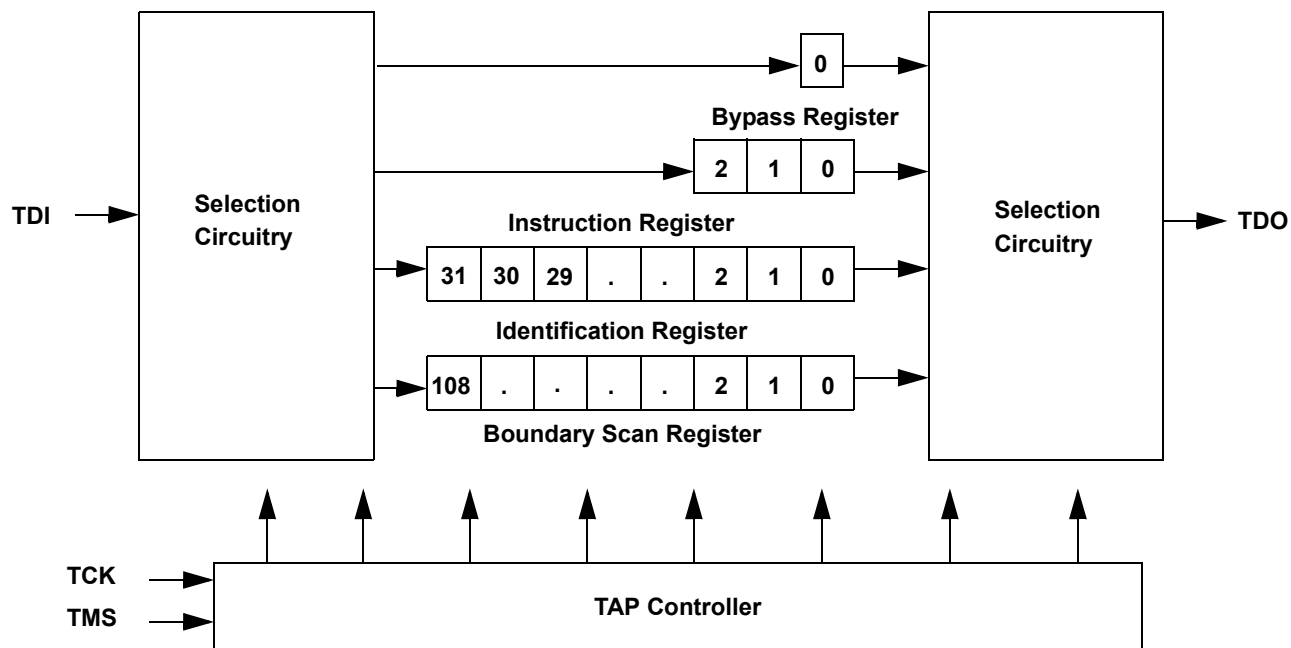 0
Bypass Register
2 1 0
TDI
Selection
Circuitry
Selection
Circuitry
TDO
Instruction Register
31 30 29 . . 2 1 0
Identification Register
108 . . . . 2 1 0
Boundary Scan Register
TCK
TMS
TAP Controller